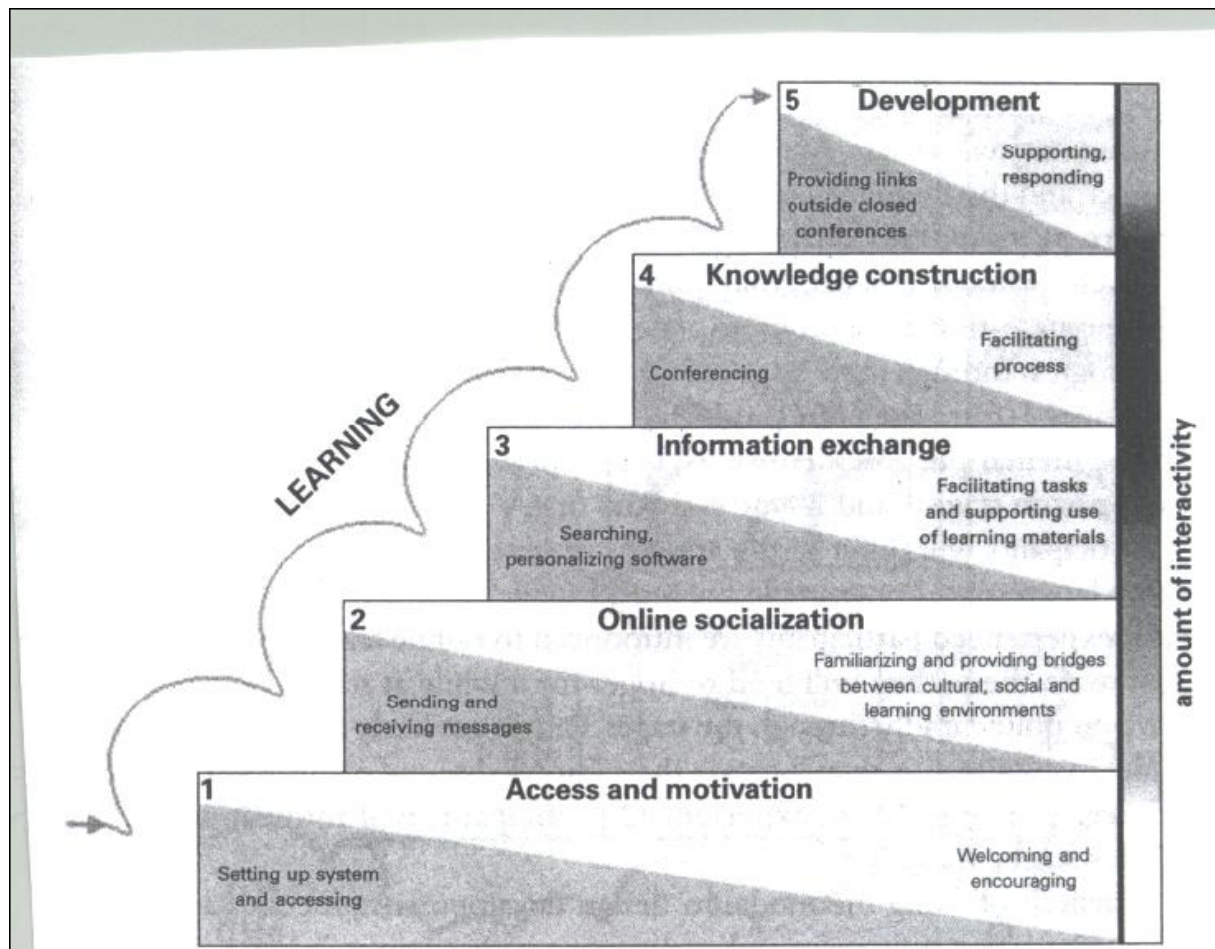 5 Development
Supporting,
responding
Providing links
outside closed
conferences
4 Knowledge construction
Facilitating
process
Conferencing
3 Information exchange
Facilitating tasks
and supporting use
of learning materials
Searching,
personalizing software
2 Online socialization
Familiarizing and providing bridges
between cultural, social and
learning environments
Sending and
receiving messages
1 Access and motivation
Welcoming and
encouraging
Setting up system
and accessing
LEARNING
amount of interactivity